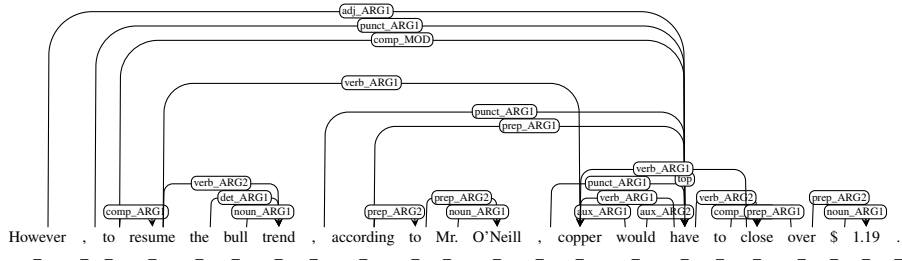 adj_ARG1
punct_ARG1
comp_MOD
verb_ARG1
punct_ARG1
prep_ARG1
verb_ARG1
verb_ARG2 punct_ARG1 top
det_ARG1 prep_ARG2 verb_ARG1 verb_ARG2 prep_ARG2
comp_ARG1 noun_ARG1 prep_ARG2 noun_ARG1 aux_ARG1 aux_ARG2 comp_ prep_ARG1 noun_ARG1
However , to resume the bull trend , according to Mr. O'Neill , copper would have to close over $ 1.19 .
_ _ _ _ _ _ _ _ _ _ _ _ _ _ _ _ _ _ _ _ _ _